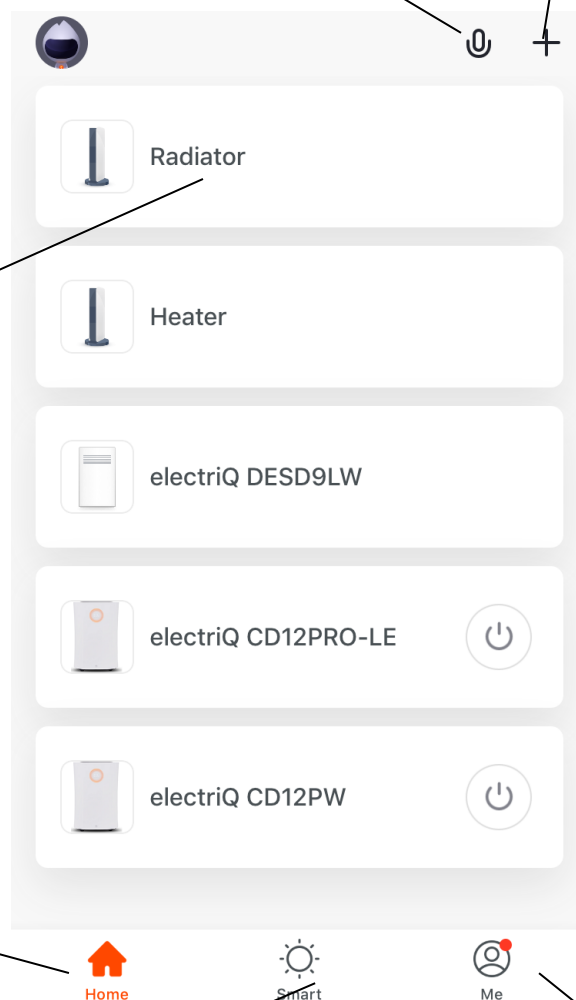 Radiator
Heater
electriQ DESD9LW
electriQ CD12PRO-LE
electriQ CD12PW
Home Smart Me